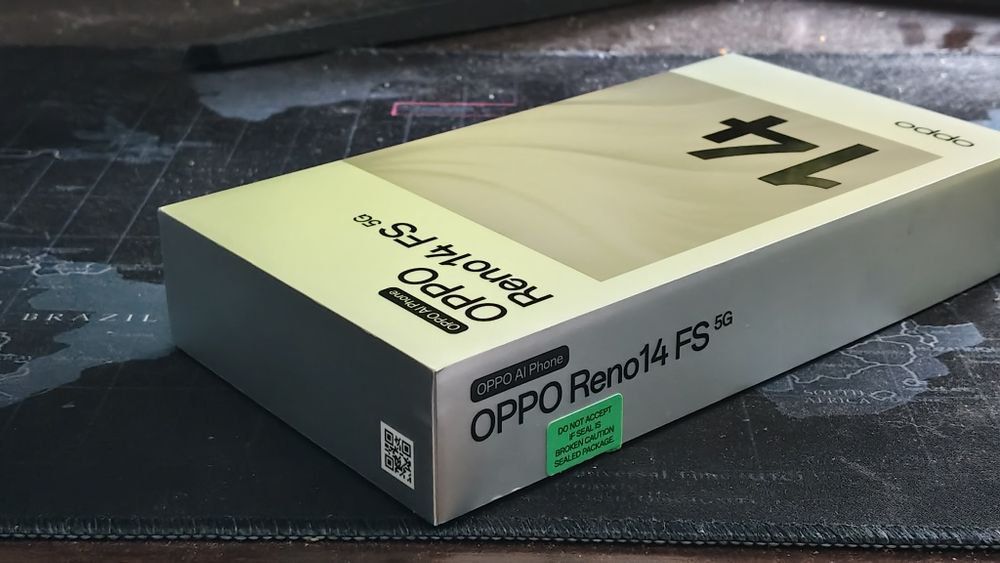 14
oppo
OPPO AI Phone
OPPO
Reno14 FS 5G
OPPO AI Phone
OPPO Reno14 FS 5G
DO NOT ACCEPT
IF SEAL IS
BROKEN CAUTION
SEALED PACKAGE.
BRAZIL